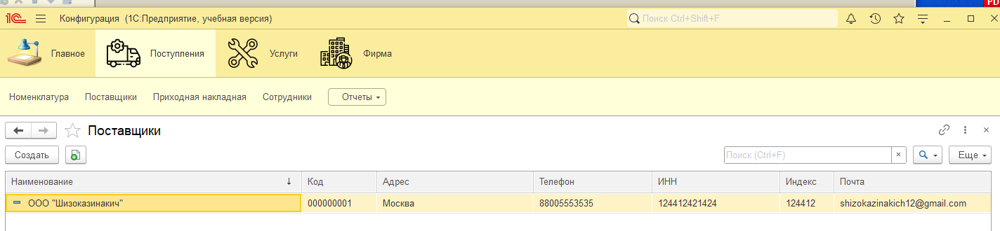 PD
1С Конфигурация (1С:Предприятие, учебная версия) Поиск Ctrl+Shift+F
Главное Поступления Услуги Фирма
Номенклатура Поставщики Приходная накладная Сотрудники Отчеты
Поставщики
Создать Поиск (Ctrl+F) × Еще
Наименование Код Адрес Телефон ИНН Индекс Почта
ООО "Шизоказинакич" 000000001 Москва 88005553535 124412421424 124412 shizokazinakich12@gmail.com